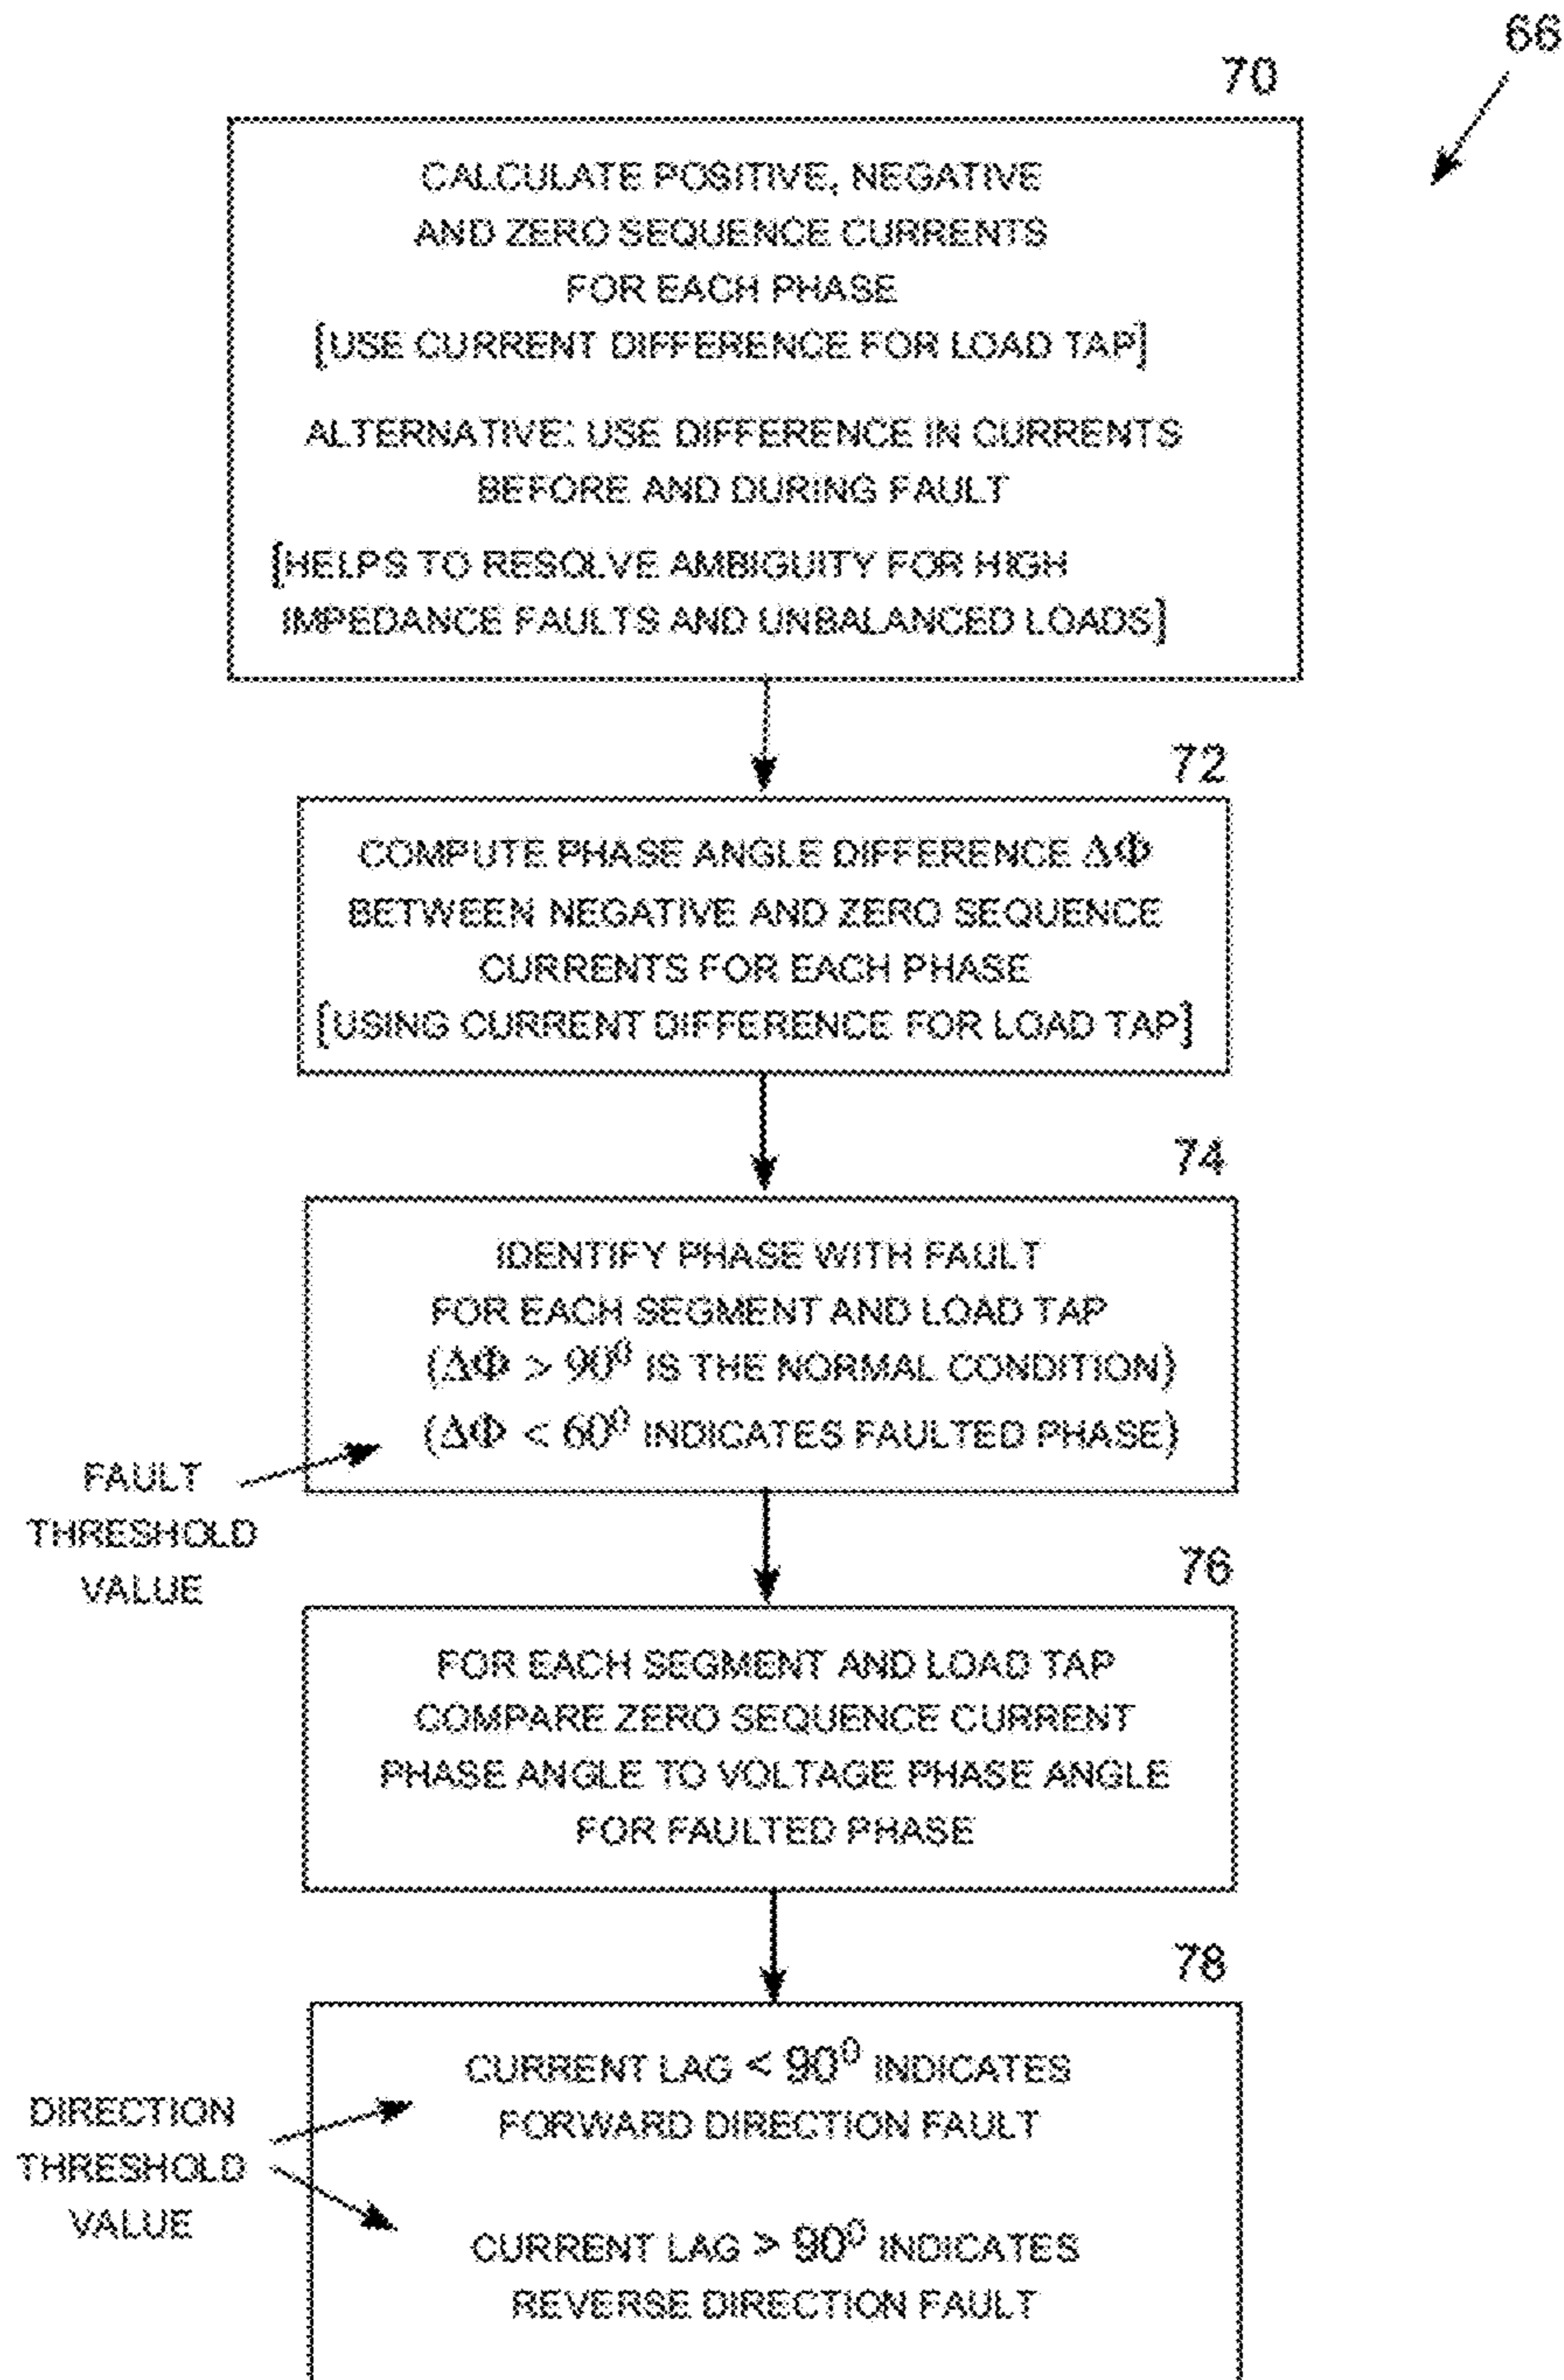 66
70
CALCULATE POSITIVE, NEGATIVE
AND ZERO SEQUENCE CURRENTS
FOR EACH PHASE
[USE CURRENT DIFFERENCE FOR LOAD TAP]
ALTERNATIVE: USE DIFFERENCE IN CURRENTS
BEFORE AND DURING FAULT
[HELPS TO RESOLVE AMBIGUITY FOR HIGH
IMPEDANCE FAULTS AND UNBALANCED LOADS]
72
COMPUTE PHASE ANGLE DIFFERENCE ΔΦ
BETWEEN NEGATIVE AND ZERO SEQUENCE
CURRENTS FOR EACH PHASE
[USING CURRENT DIFFERENCE FOR LOAD TAP]
74
IDENTIFY PHASE WITH FAULT
FOR EACH SEGMENT AND LOAD TAP
(ΔΦ > 90⁰ IS THE NORMAL CONDITION)
(ΔΦ < 60⁰ INDICATES FAULTED PHASE)
FAULT
THRESHOLD
VALUE
76
FOR EACH SEGMENT AND LOAD TAP
COMPARE ZERO SEQUENCE CURRENT
PHASE ANGLE TO VOLTAGE PHASE ANGLE
FOR FAULTED PHASE
78
CURRENT LAG < 90⁰ INDICATES
FORWARD DIRECTION FAULT
DIRECTION
THRESHOLD
VALUE
CURRENT LAG > 90⁰ INDICATES
REVERSE DIRECTION FAULT